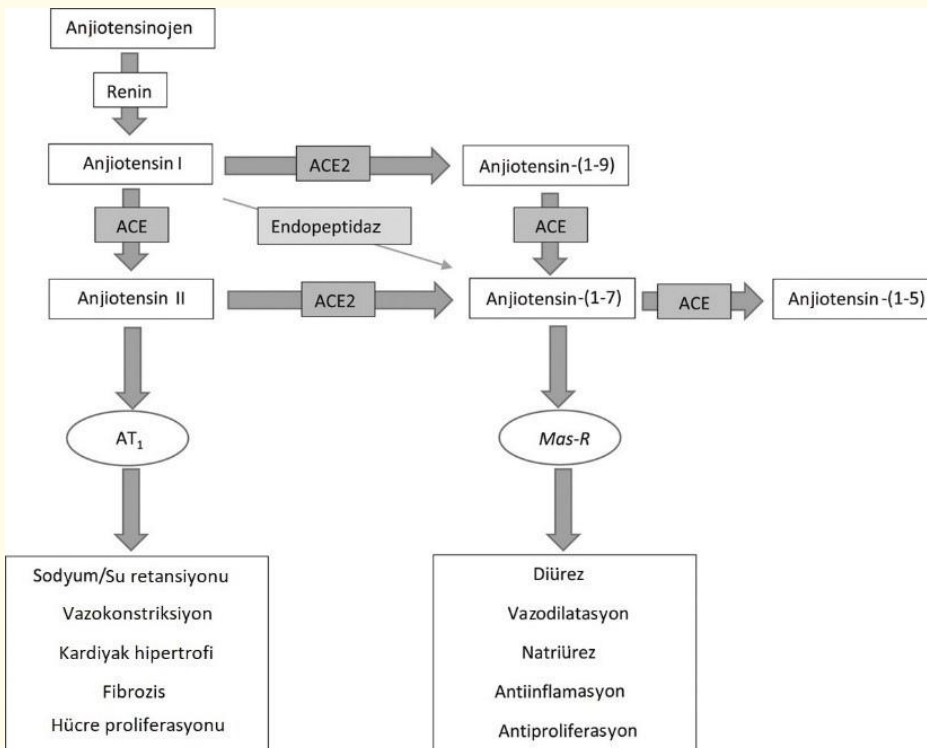 Anjiotensinojen
Renin
Anjiotensin I
ACE2
Anjiotensin-(1-9)
ACE
Endopeptidaz
ACE
Anjiotensin II
ACE2
Anjiotensin-(1-7)
ACE
Anjiotensin-(1-5)
AT₁
Mas-R
Sodyum/Su retansiyonu
Vazokonstriksiyon
Kardiyak hipertrofi
Fibrozis
Hücre proliferasyonu
Diürez
Vazodilatasyon
Natriürez
Antiinflamasyon
Antiproliferasyon